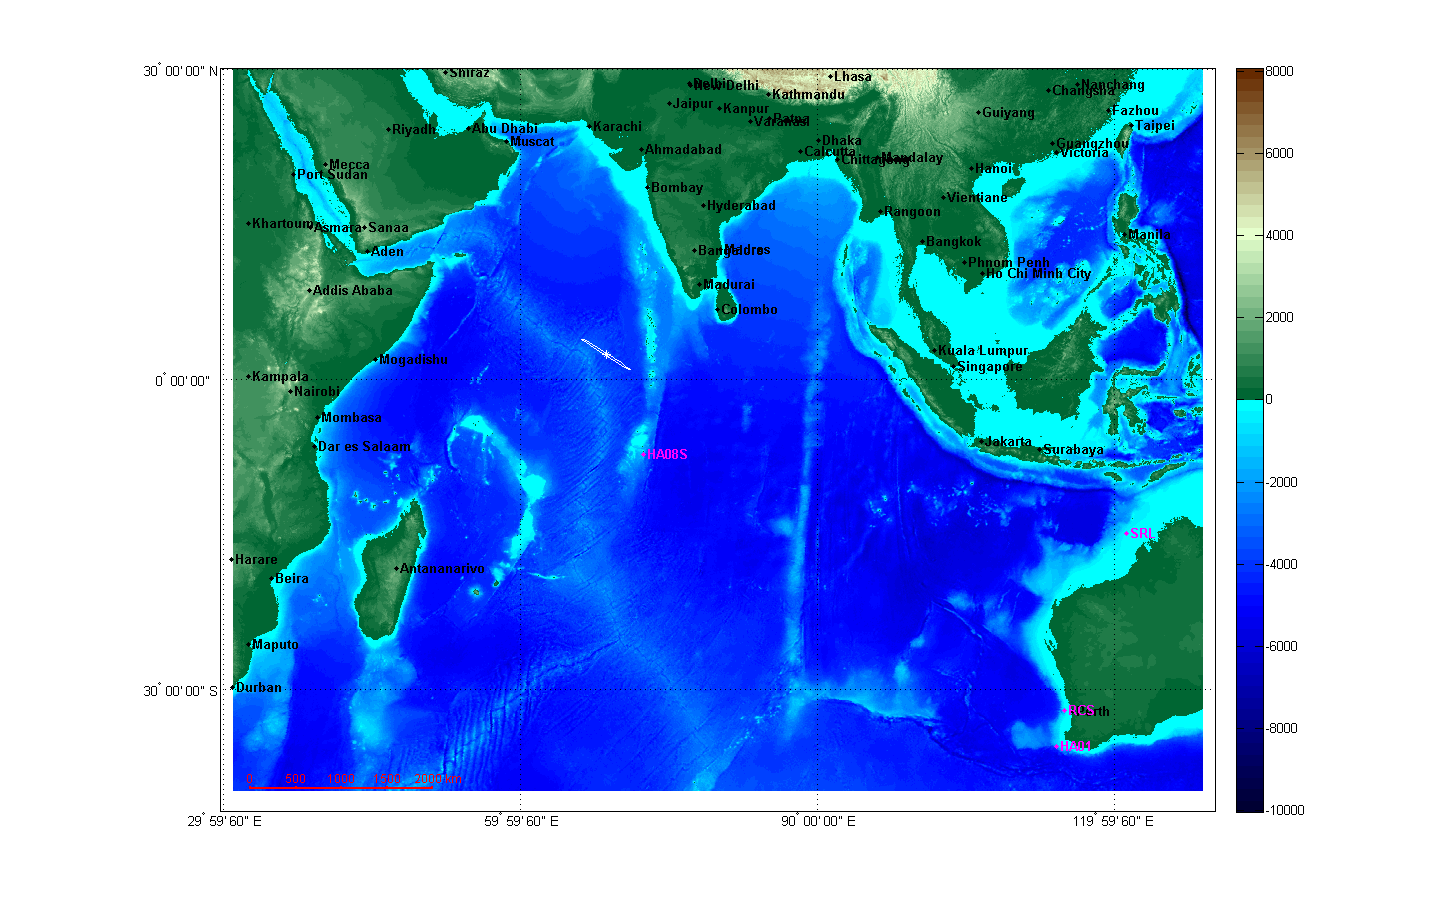 30° 00' 00" N
0° 00' 00"
30° 00' 00" S
29° 59' 60" E
59° 59' 60" E
90° 00' 00" E
119° 59' 60" E
Shiraz
Delhi
New Delhi
Lhasa
Kathmandu
Nanchang
Changsha
Jaipur
Kanpur
Patna
Varanasi
Guiyang
Fazhou
Taipei
Riyadh
Abu Dhabi
Muscat
Karachi
Ahmadabad
Dhaka
Calcutta
Chittagong
Mandalay
Guangzhou
Victoria
Hanoi
Mecca
Port Sudan
Bombay
Hyderabad
Vientiane
Rangoon
Khartoum
Asmara
Sanaa
Aden
Bangalore
Madras
Bangkok
Manila
Phnom Penh
Ho Chi Minh City
Addis Ababa
Madurai
Colombo
Mogadishu
Kuala Lumpur
Singapore
Kampala
Nairobi
Mombasa
Dar es Salaam
HA08S
Jakarta
Surabaya
SRL
Harare
Beira
Antananarivo
Maputo
Durban
RCS
Perth
HA01
0 500 1000 1500 2000 km
8000
6000
4000
2000
0
-2000
-4000
-6000
-8000
-10000